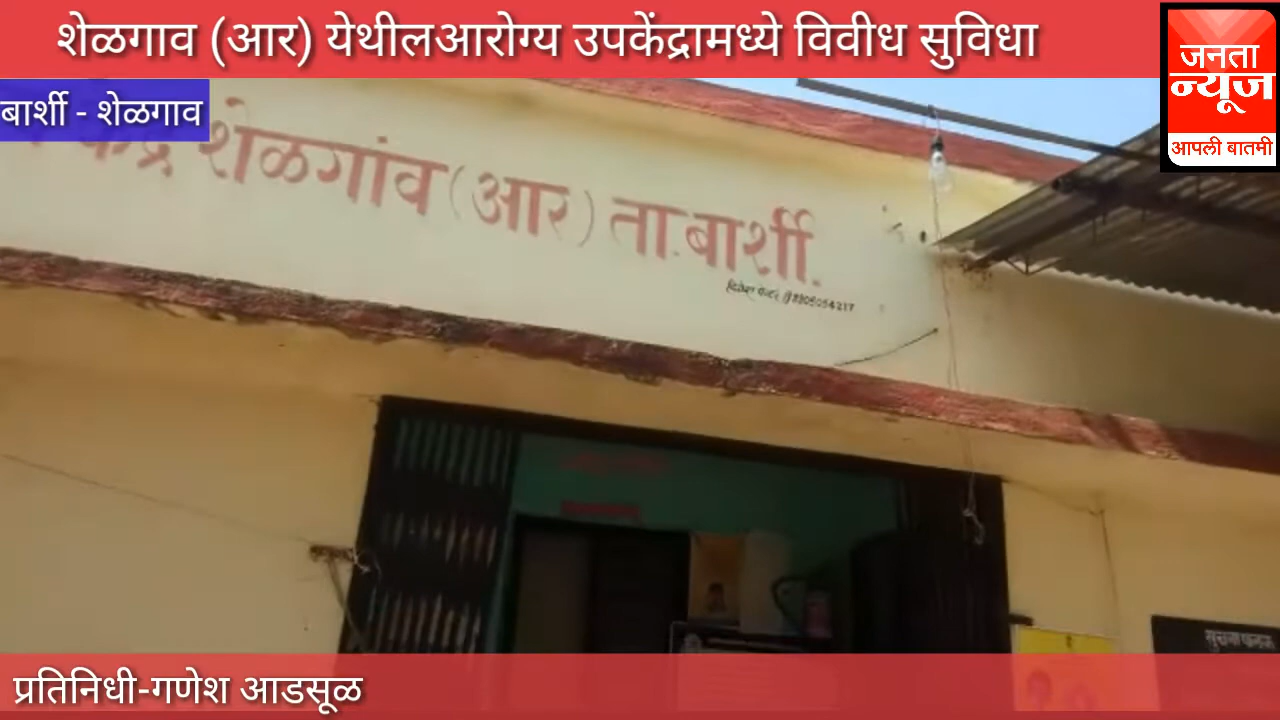 शेळगाव (आर) येथीलआरोग्य उपकेंद्रामध्ये विवीध सुविधा
जनता
न्यूज
आपली बातमी
बार्शी - शेळगाव
केंद्र शेळगांव (आर) ता.बार्शी.
प्रतिनिधी-गणेश आडसूळ